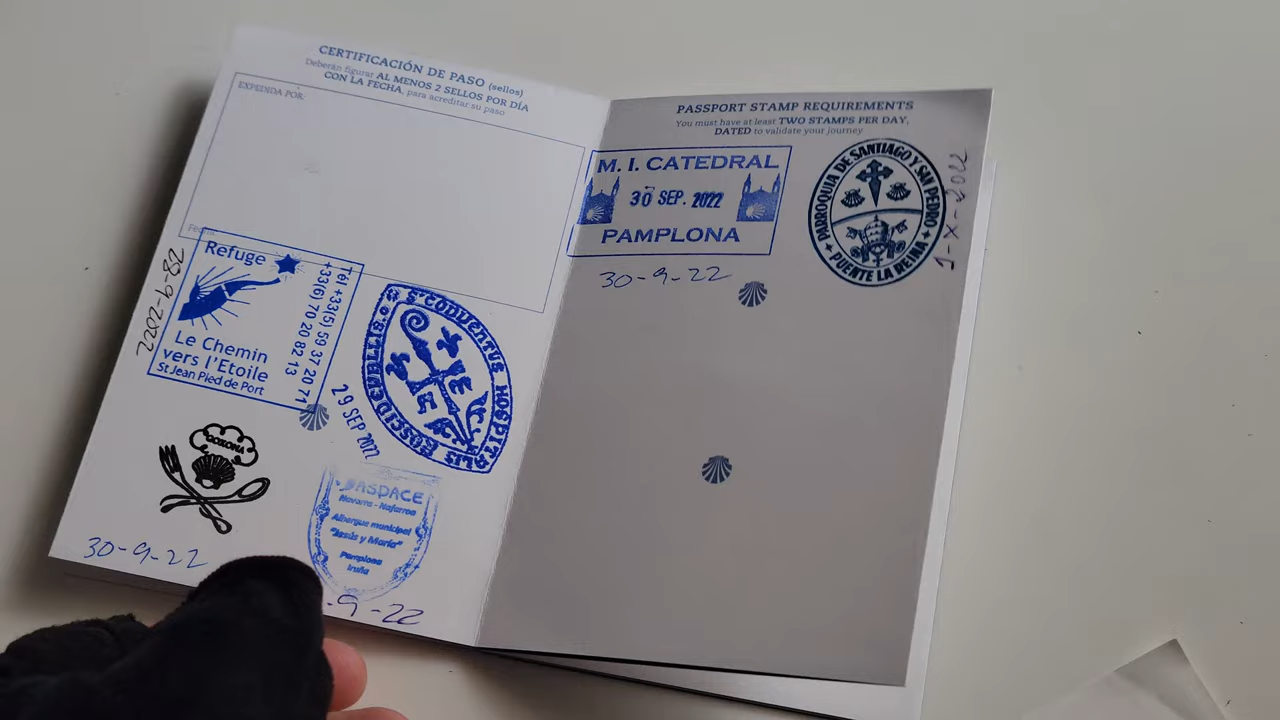 CERTIFICACIÓN DE PASO (sellos)
Deberán figurar AL MENOS 2 SELLOS POR DÍA
CON LA FECHA, para acreditar su paso
EXPEDIDA POR:
Fecha
28-9-2022
Refuge
Le Chemin
vers l'Etoile
St Jean Pied de Port
Tél +33(5) 59 37 20 71
+33(6) 70 20 82 13
S. CONVENTUS HOSPITALIS ROSCIDEVALLIS
29 SEP 2022
30-9-22
ASPACE
Navarra - Nafarroa
Albergue municipal
"Jesús y María"
Pamplona
Iruña
-9-22
PASSPORT STAMP REQUIREMENTS
You must have at least TWO STAMPS PER DAY,
DATED to validate your journey
M. I. CATEDRAL
30 SEP. 2022
PAMPLONA
30-9-22
PARROQUIA DE SANTIAGO Y SAN PEDRO
PUENTE LA REINA
1-X-2022